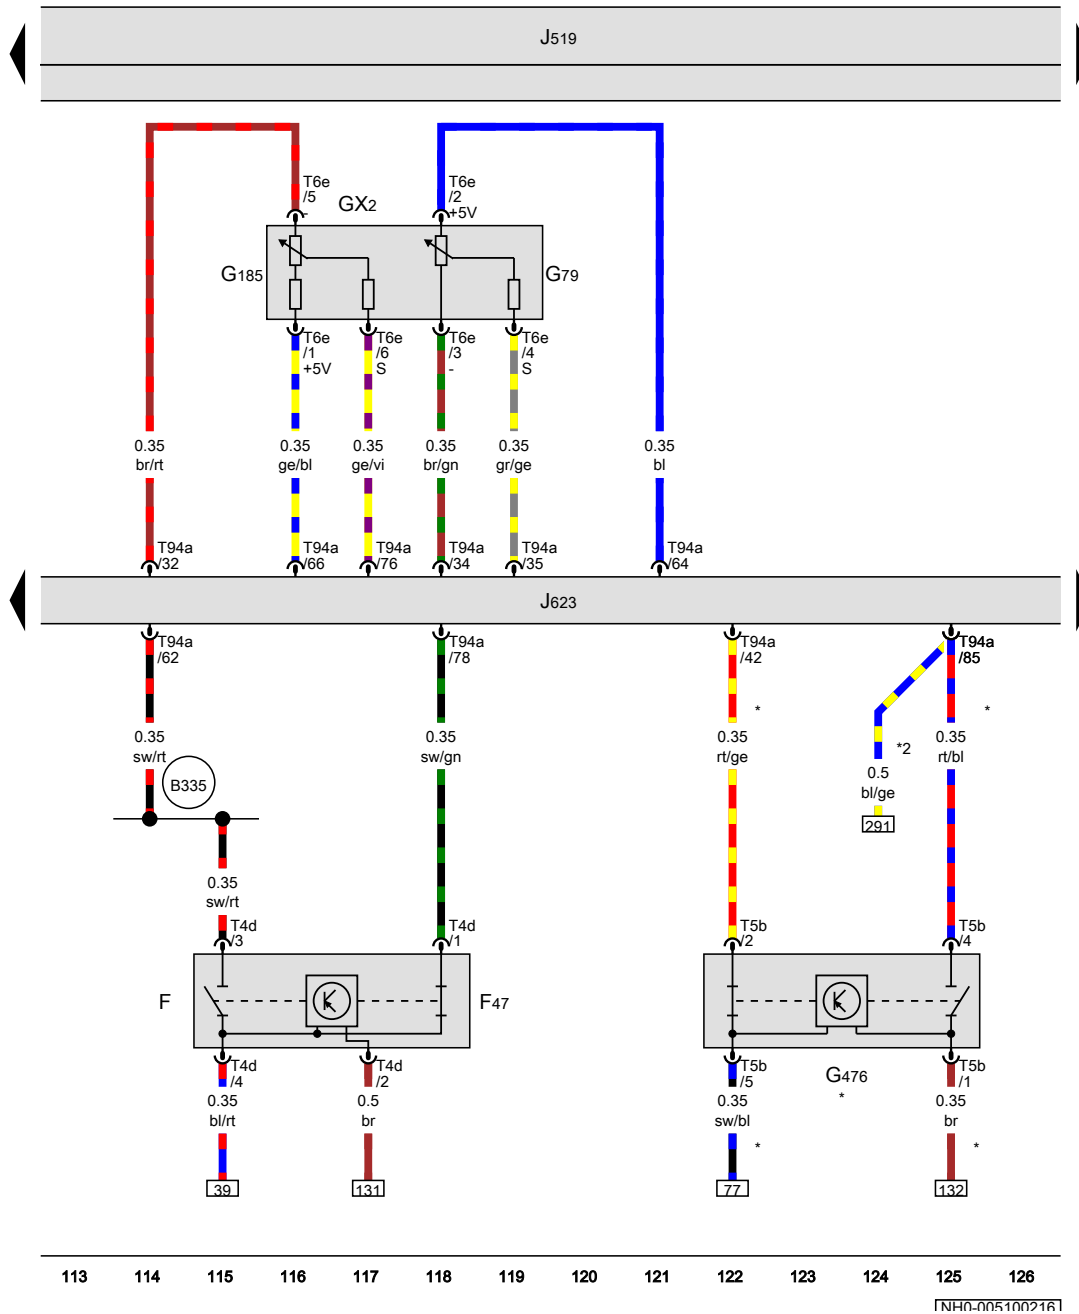 J519
T6e
/5
-
GX2
T6e
/2
+5V
G185
G79
T6e
/1
+5V
T6e
/6
S
T6e
/3
-
T6e
/4
S
0.35
br/rt
0.35
ge/bl
0.35
ge/vi
0.35
br/gn
0.35
gr/ge
0.35
bl
T94a
/32
T94a
/66
T94a
/76
T94a
/34
T94a
/35
T94a
/64
J623
T94a
/62
T94a
/78
T94a
/42
T94a
/85
*
*
0.35
sw/rt
0.35
sw/gn
0.35
rt/ge
*2
0.35
rt/bl
B335
0.5
bl/ge
291
0.35
sw/rt
T4d
/3
T4d
/1
T5b
/2
T5b
/4
F
F47
T4d
/4
T4d
/2
T5b
/5
G476
*
T5b
/1
0.35
bl/rt
0.5
br
0.35
sw/bl
*
0.35
br
*
39
131
77
132
113 114 115 116 117 118 119 120 121 122 123 124 125 126
NH0-005100216